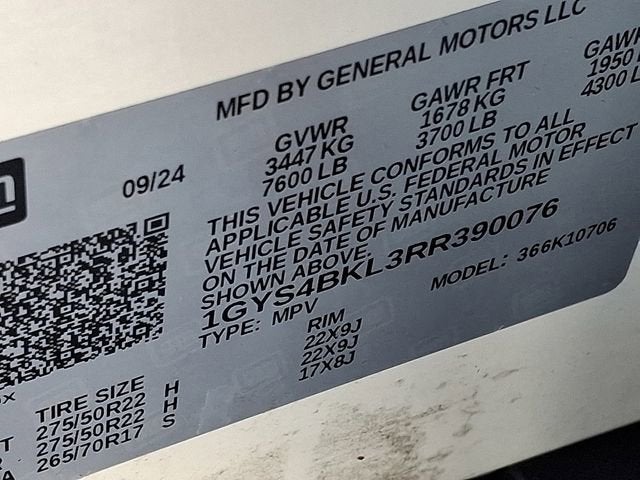 MFD BY GENERAL MOTORS LLC
09/24
GVWR
3447 KG
7600 LB
GAWR FRT
1678 KG
3700 LB
GAWR
1950
4300 L
THIS VEHICLE CONFORMS TO ALL
APPLICABLE U.S. FEDERAL MOTOR
VEHICLE SAFETY STANDARDS IN EFFECT
ON THE DATE OF MANUFACTURE
SHOWN ABOVE.
1GYS4BKL3RR390076
TYPE: MPV
MODEL: 366K10706
TIRE SIZE RIM
275/50R22 H 22X9J
275/50R22 H 22X9J
265/70R17 S 17X8J